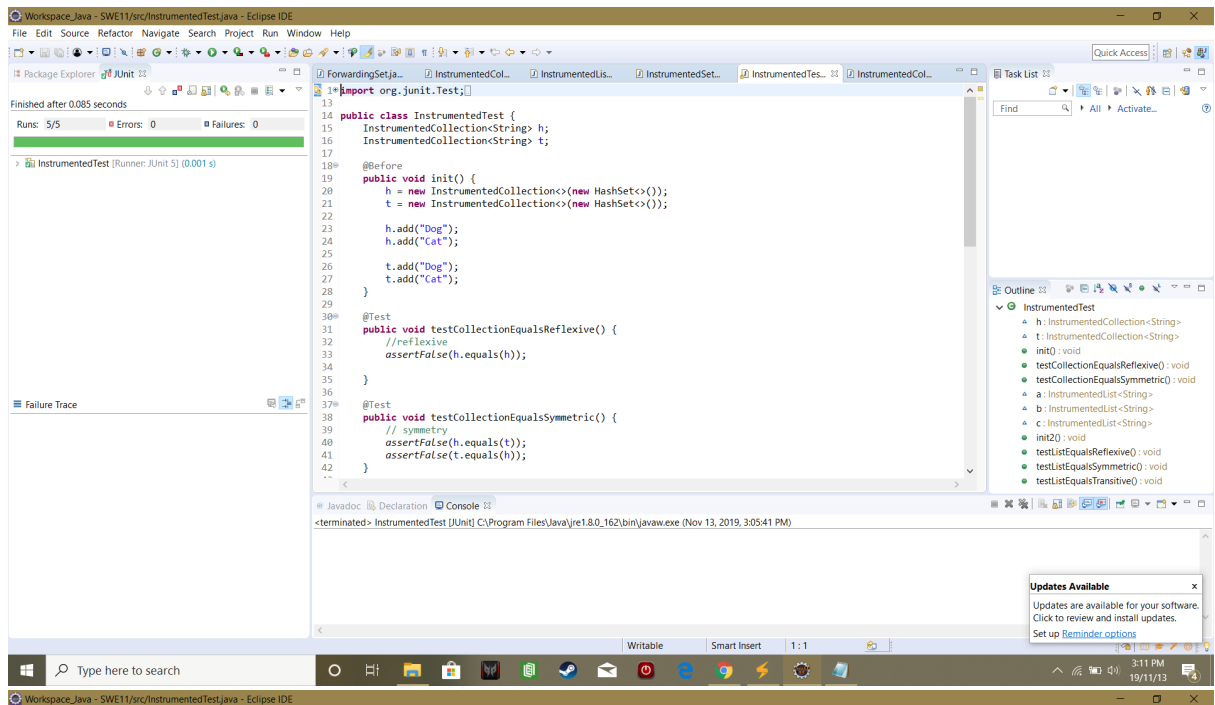 Workspace_Java - SWE11/src/InstrumentedTest.java - Eclipse IDE
File Edit Source Refactor Navigate Search Project Run Window Help
Quick Access
Package Explorer JUnit
Finished after 0.085 seconds
Runs: 5/5 Errors: 0 Failures: 0
InstrumentedTest [Runner: JUnit 5] (0.001 s)
Failure Trace
ForwardingSet.ja... InstrumentedCol... InstrumentedLis... InstrumentedSet... InstrumentedTes... InstrumentedCol...
1 import org.junit.Test;
13
14 public class InstrumentedTest {
15 InstrumentedCollection<String> h;
16 InstrumentedCollection<String> t;
17
18 @Before
19 public void init() {
20 h = new InstrumentedCollection<>(new HashSet<>());
21 t = new InstrumentedCollection<>(new HashSet<>());
22
23 h.add("Dog");
24 h.add("Cat");
25
26 t.add("Dog");
27 t.add("Cat");
28 }
29
30 @Test
31 public void testCollectionEqualsReflexive() {
32 //reflexive
33 assertFalse(h.equals(h));
34
35 }
36
37 @Test
38 public void testCollectionEqualsSymmetric() {
39 // symmetry
40 assertFalse(h.equals(t));
41 assertFalse(t.equals(h));
42 }
Task List
Find All Activate...
Outline
InstrumentedTest
h : InstrumentedCollection<String>
t : InstrumentedCollection<String>
init() : void
testCollectionEqualsReflexive() : void
testCollectionEqualsSymmetric() : void
a : InstrumentedList<String>
b : InstrumentedList<String>
c : InstrumentedList<String>
init2() : void
testListEqualsReflexive() : void
testListEqualsSymmetric() : void
testListEqualsTransitive() : void
Javadoc Declaration Console
<terminated> InstrumentedTest [JUnit] C:\Program Files\Java\jre1.8.0_162\bin\javaw.exe (Nov 13, 2019, 3:05:41 PM)
Updates Available x
Updates are available for your software.
Click to review and install updates.
Set up Reminder options
Writable Smart Insert 1 : 1
Type here to search
3:11 PM
19/11/13
4
Workspace_Java - SWE11/src/InstrumentedTest.java - Eclipse IDE